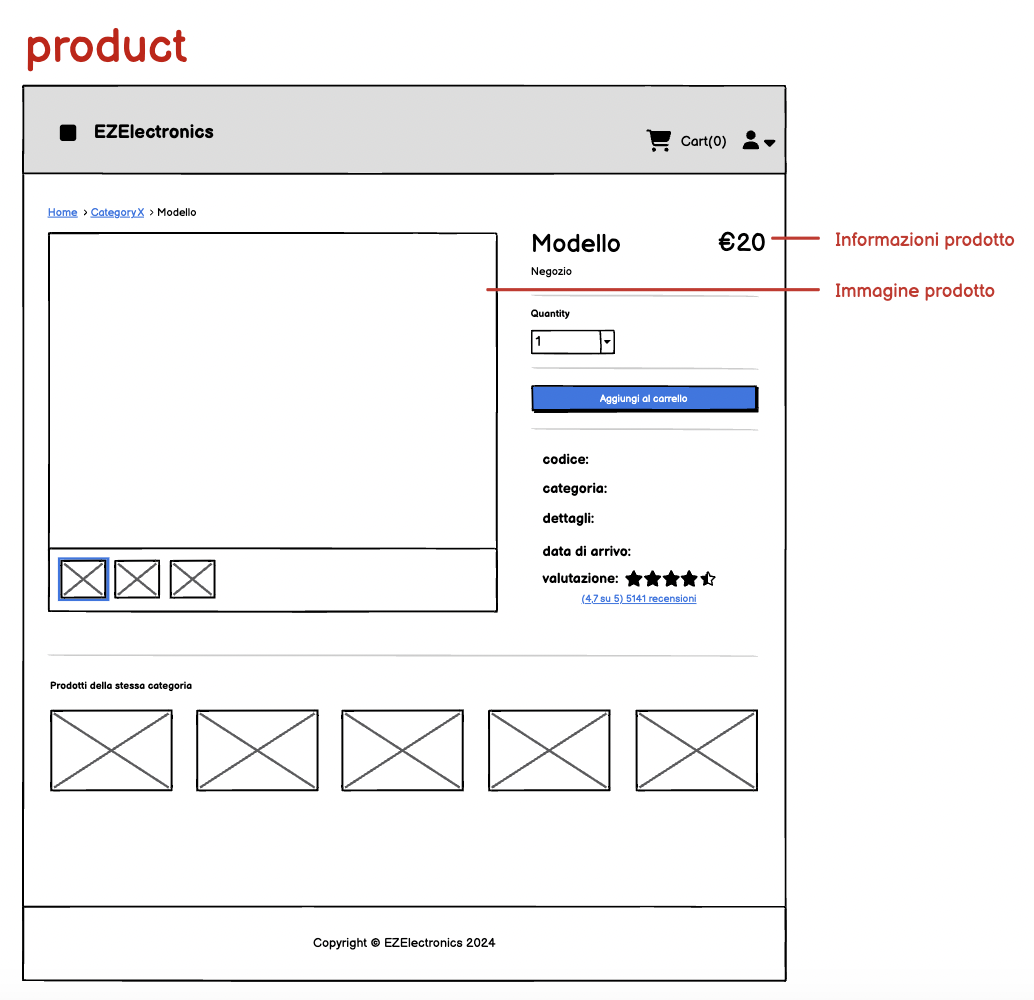 product
EZElectronics
Cart(0)
Home > CategoryX > Modello
Modello
€20
Informazioni prodotto
Negozio
Immagine prodotto
Quantity
1
Aggiungi al carrello
codice:
categoria:
dettagli:
data di arrivo:
valutazione:
(4,7 su 5) 5141 recensioni
Prodotti della stessa categoria
Copyright © EZElectronics 2024